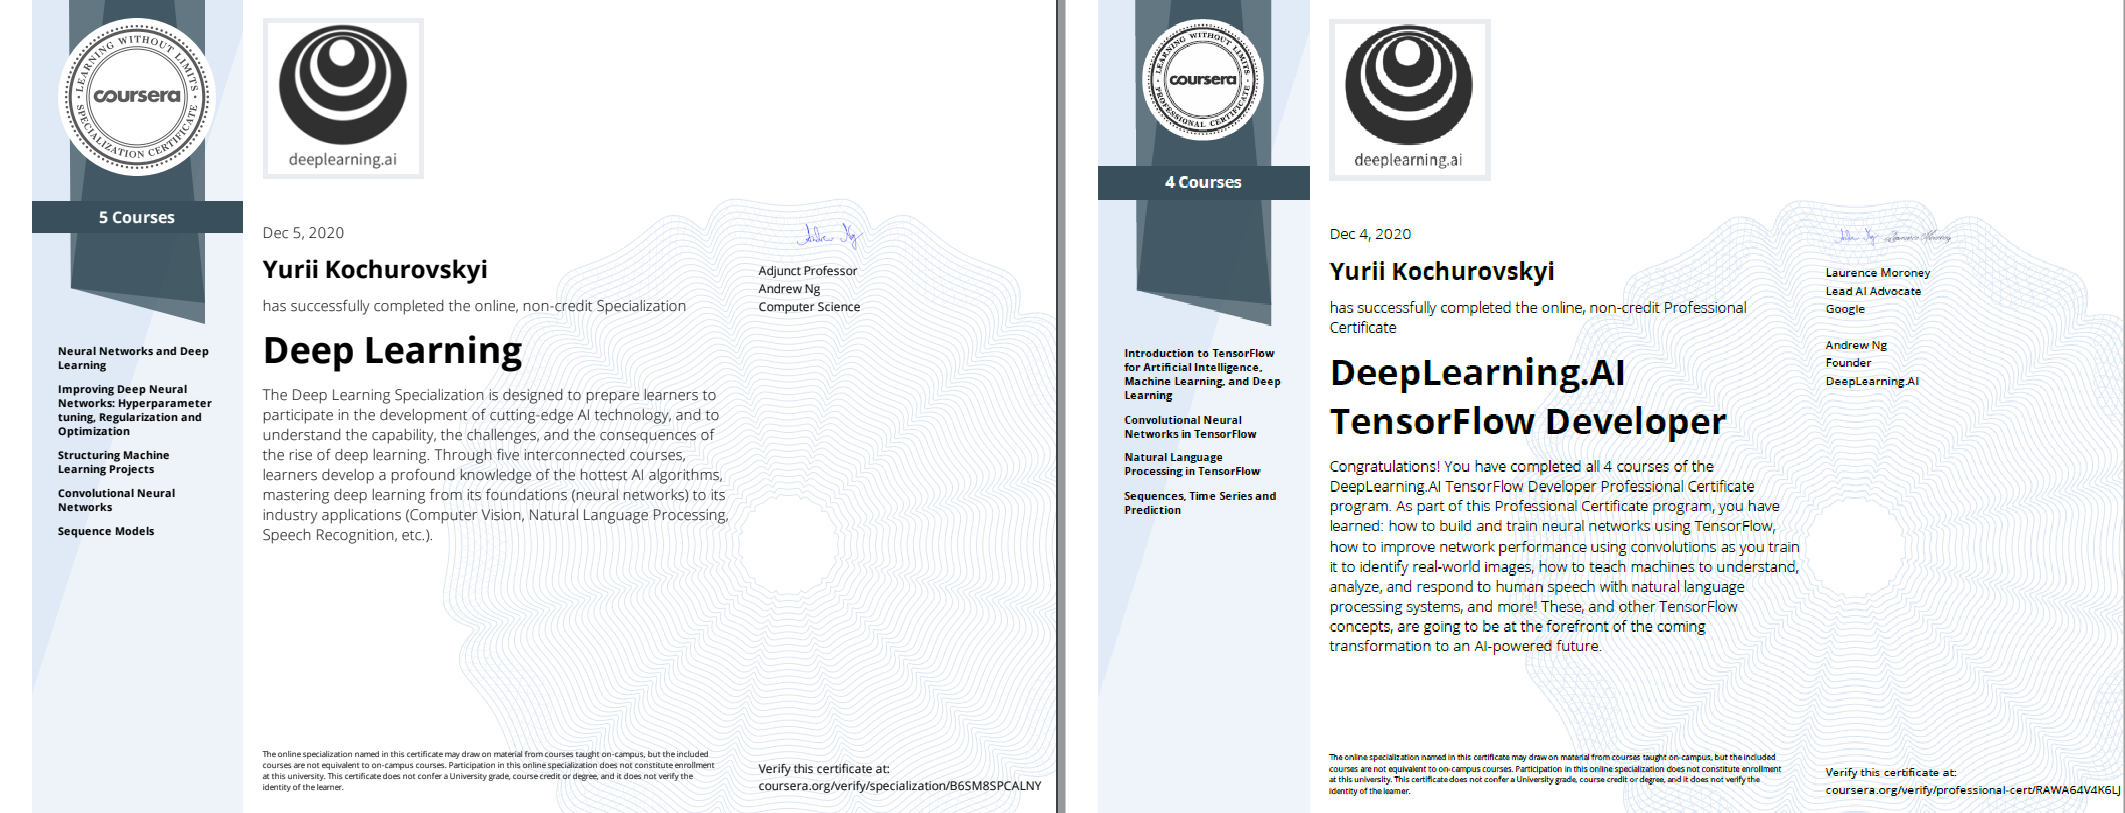 LEARNING WITHOUT LIMITS
coursera
SPECIALIZATION CERTIFICATE
5 Courses
Neural Networks and Deep
Learning
Improving Deep Neural
Networks: Hyperparameter
tuning, Regularization and
Optimization
Structuring Machine
Learning Projects
Convolutional Neural
Networks
Sequence Models
deeplearning.ai
Dec 5, 2020
Yurii Kochurovskyi
has successfully completed the online, non-credit Specialization
Deep Learning
The Deep Learning Specialization is designed to prepare learners to
participate in the development of cutting-edge AI technology, and to
understand the capability, the challenges, and the consequences of
the rise of deep learning. Through five interconnected courses,
learners develop a profound knowledge of the hottest AI algorithms,
mastering deep learning from its foundations (neural networks) to its
industry applications (Computer Vision, Natural Language Processing,
Speech Recognition, etc.).
Andrew Ng
Adjunct Professor
Andrew Ng
Computer Science
The online specialization named in this certificate may draw on material from courses taught on-campus, but the included
courses are not equivalent to on-campus courses. Participation in this online specialization does not constitute enrollment
at this university. This certificate does not confer a University grade, course credit or degree, and it does not verify the
identity of the learner.
Verify this certificate at:
coursera.org/verify/specialization/B6SM8SPCALNY
LEARNING WITHOUT LIMITS
coursera
PROFESSIONAL CERTIFICATE
4 Courses
Introduction to TensorFlow
for Artificial Intelligence,
Machine Learning, and Deep
Learning
Convolutional Neural
Networks in TensorFlow
Natural Language
Processing in TensorFlow
Sequences, Time Series and
Prediction
deeplearning.ai
Dec 4, 2020
Yurii Kochurovskyi
has successfully completed the online, non-credit Professional
Certificate
DeepLearning.AI
TensorFlow Developer
Congratulations! You have completed all 4 courses of the
DeepLearning.AI TensorFlow Developer Professional Certificate
program. As part of this Professional Certificate program, you have
learned: how to build and train neural networks using TensorFlow,
how to improve network performance using convolutions as you train
it to identify real-world images, how to teach machines to understand,
analyze, and respond to human speech with natural language
processing systems, and more! These, and other TensorFlow
concepts, are going to be at the forefront of the coming
transformation to an AI-powered future.
Andrew Ng Laurence Moroney
Laurence Moroney
Lead AI Advocate
Google
Andrew Ng
Founder
DeepLearning.AI
The online specialization named in this certificate may draw on material from courses taught on-campus, but the included
courses are not equivalent to on-campus courses. Participation in this online specialization does not constitute enrollment
at this university. This certificate does not confer a University grade, course credit or degree, and it does not verify the
identity of the learner.
Verify this certificate at:
coursera.org/verify/professional-cert/RAWA64V4K6LJ